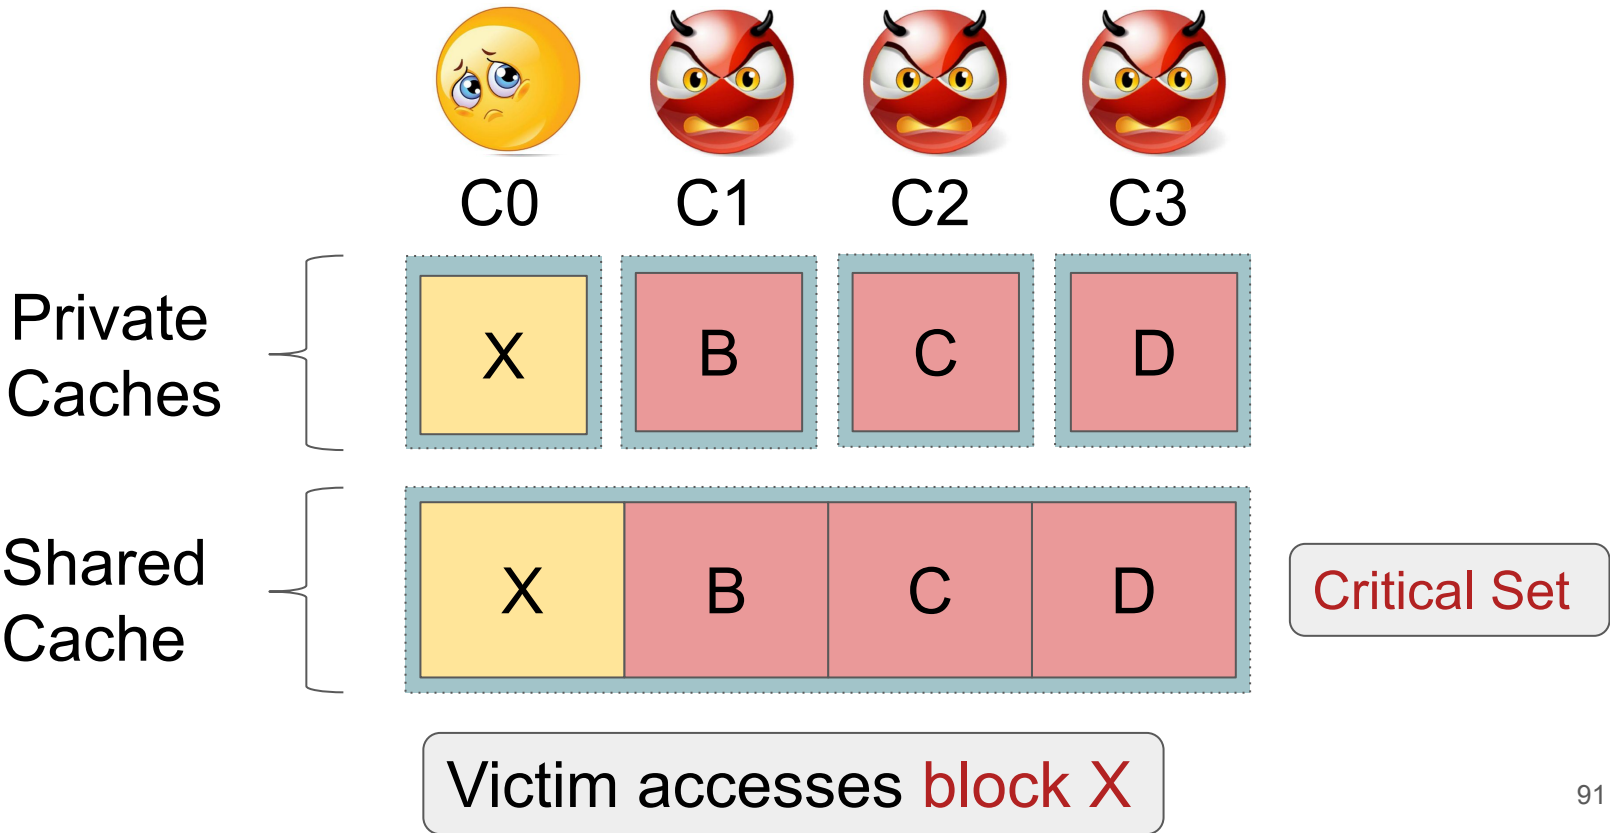 C0 C1 C2 C3
Private
Caches
X B C D
Shared
Cache
X B C D
Critical Set
Victim accesses block X
91